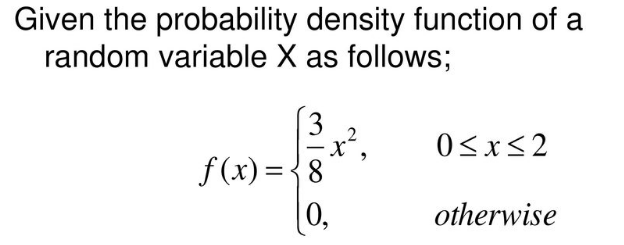 Given the probability density function of a
random variable X as follows;
f(x) = { 3/8 x², 0 ≤ x ≤ 2
0, otherwise